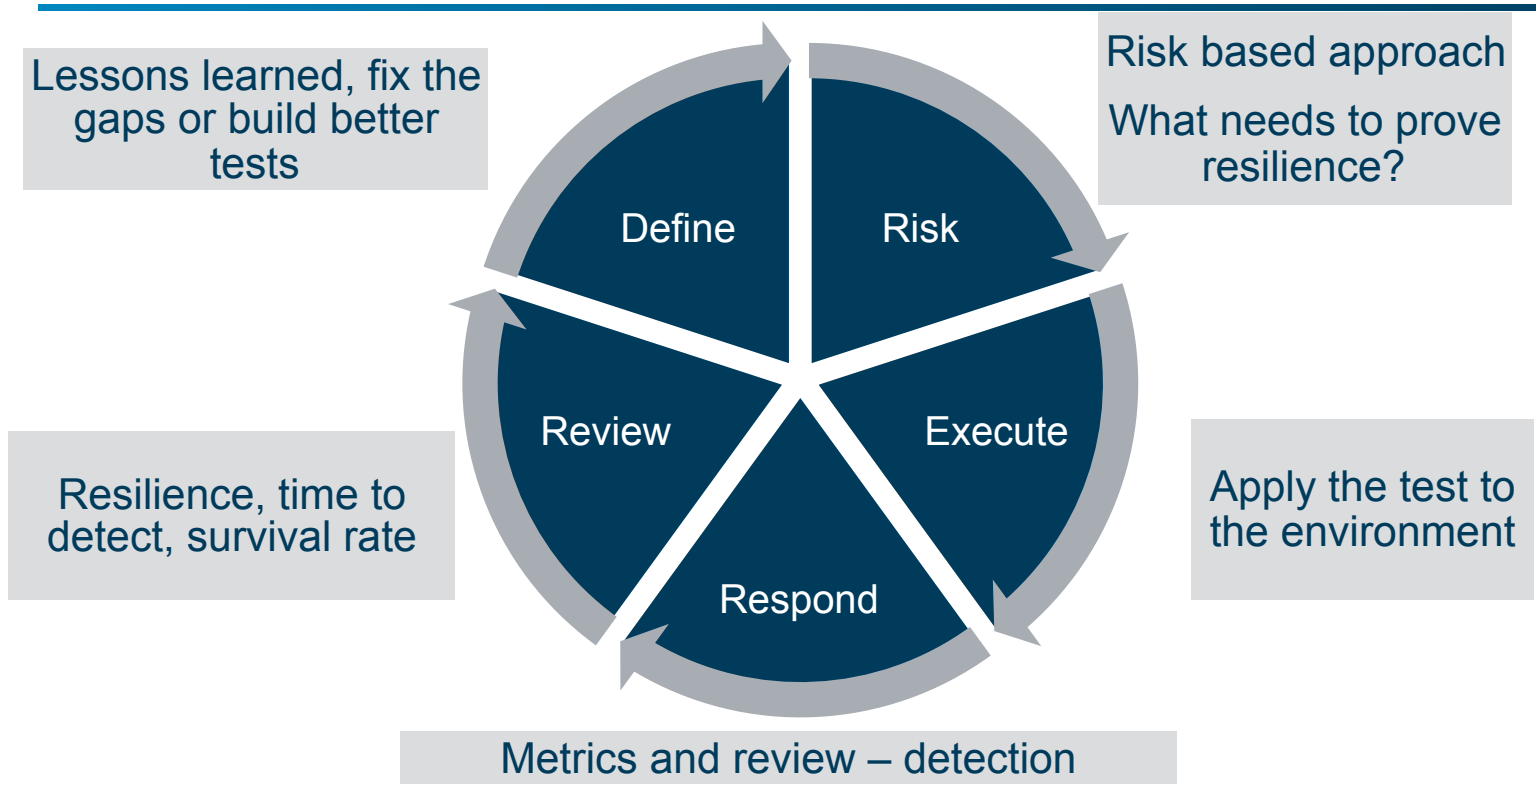 Lessons learned, fix the
gaps or build better
tests
Risk based approach
What needs to prove
resilience?
Define
Risk
Review
Execute
Respond
Resilience, time to
detect, survival rate
Apply the test to
the environment
Metrics and review – detection